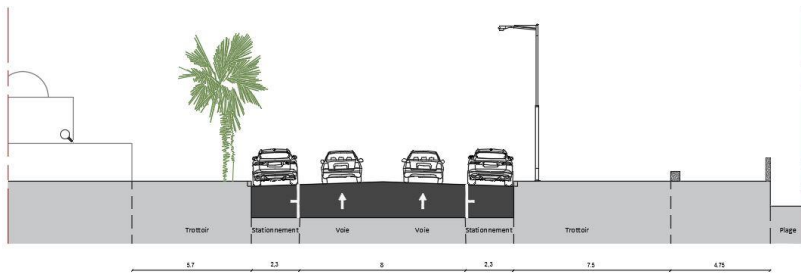 Trottoir Stationnement Voie Voie Stationnement Trottoir Plage
5.7 2,3 8 2,3 7.5 4.75